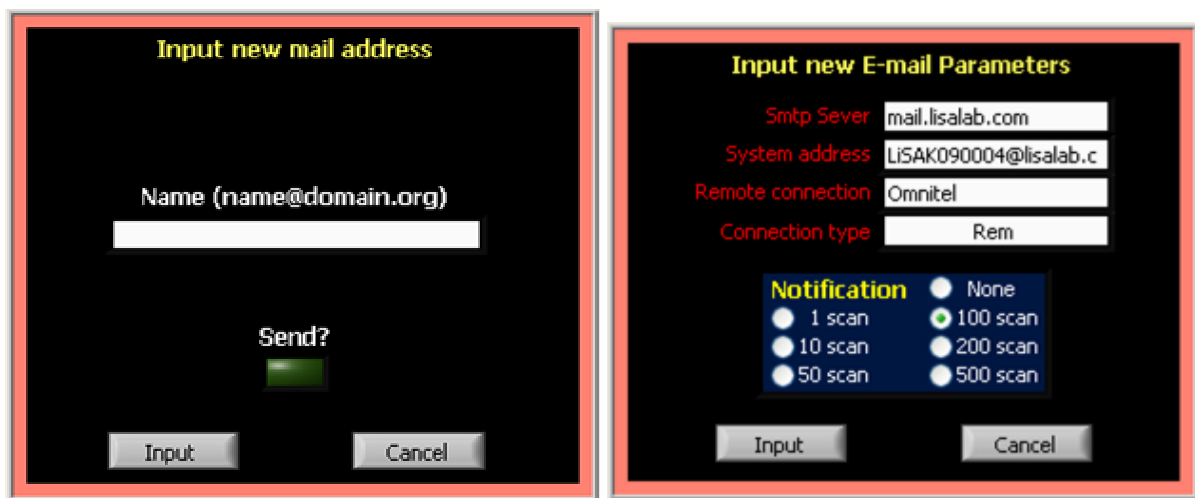 Input new mail address
Name (name@domain.org)
Send?
Input Cancel
Input new E-mail Parameters
Smtp Sever mail.lisalab.com
System address LiSAK090004@lisalab.c
Remote connection Omnitel
Connection type Rem
Notification None
1 scan 100 scan
10 scan 200 scan
50 scan 500 scan
Input Cancel